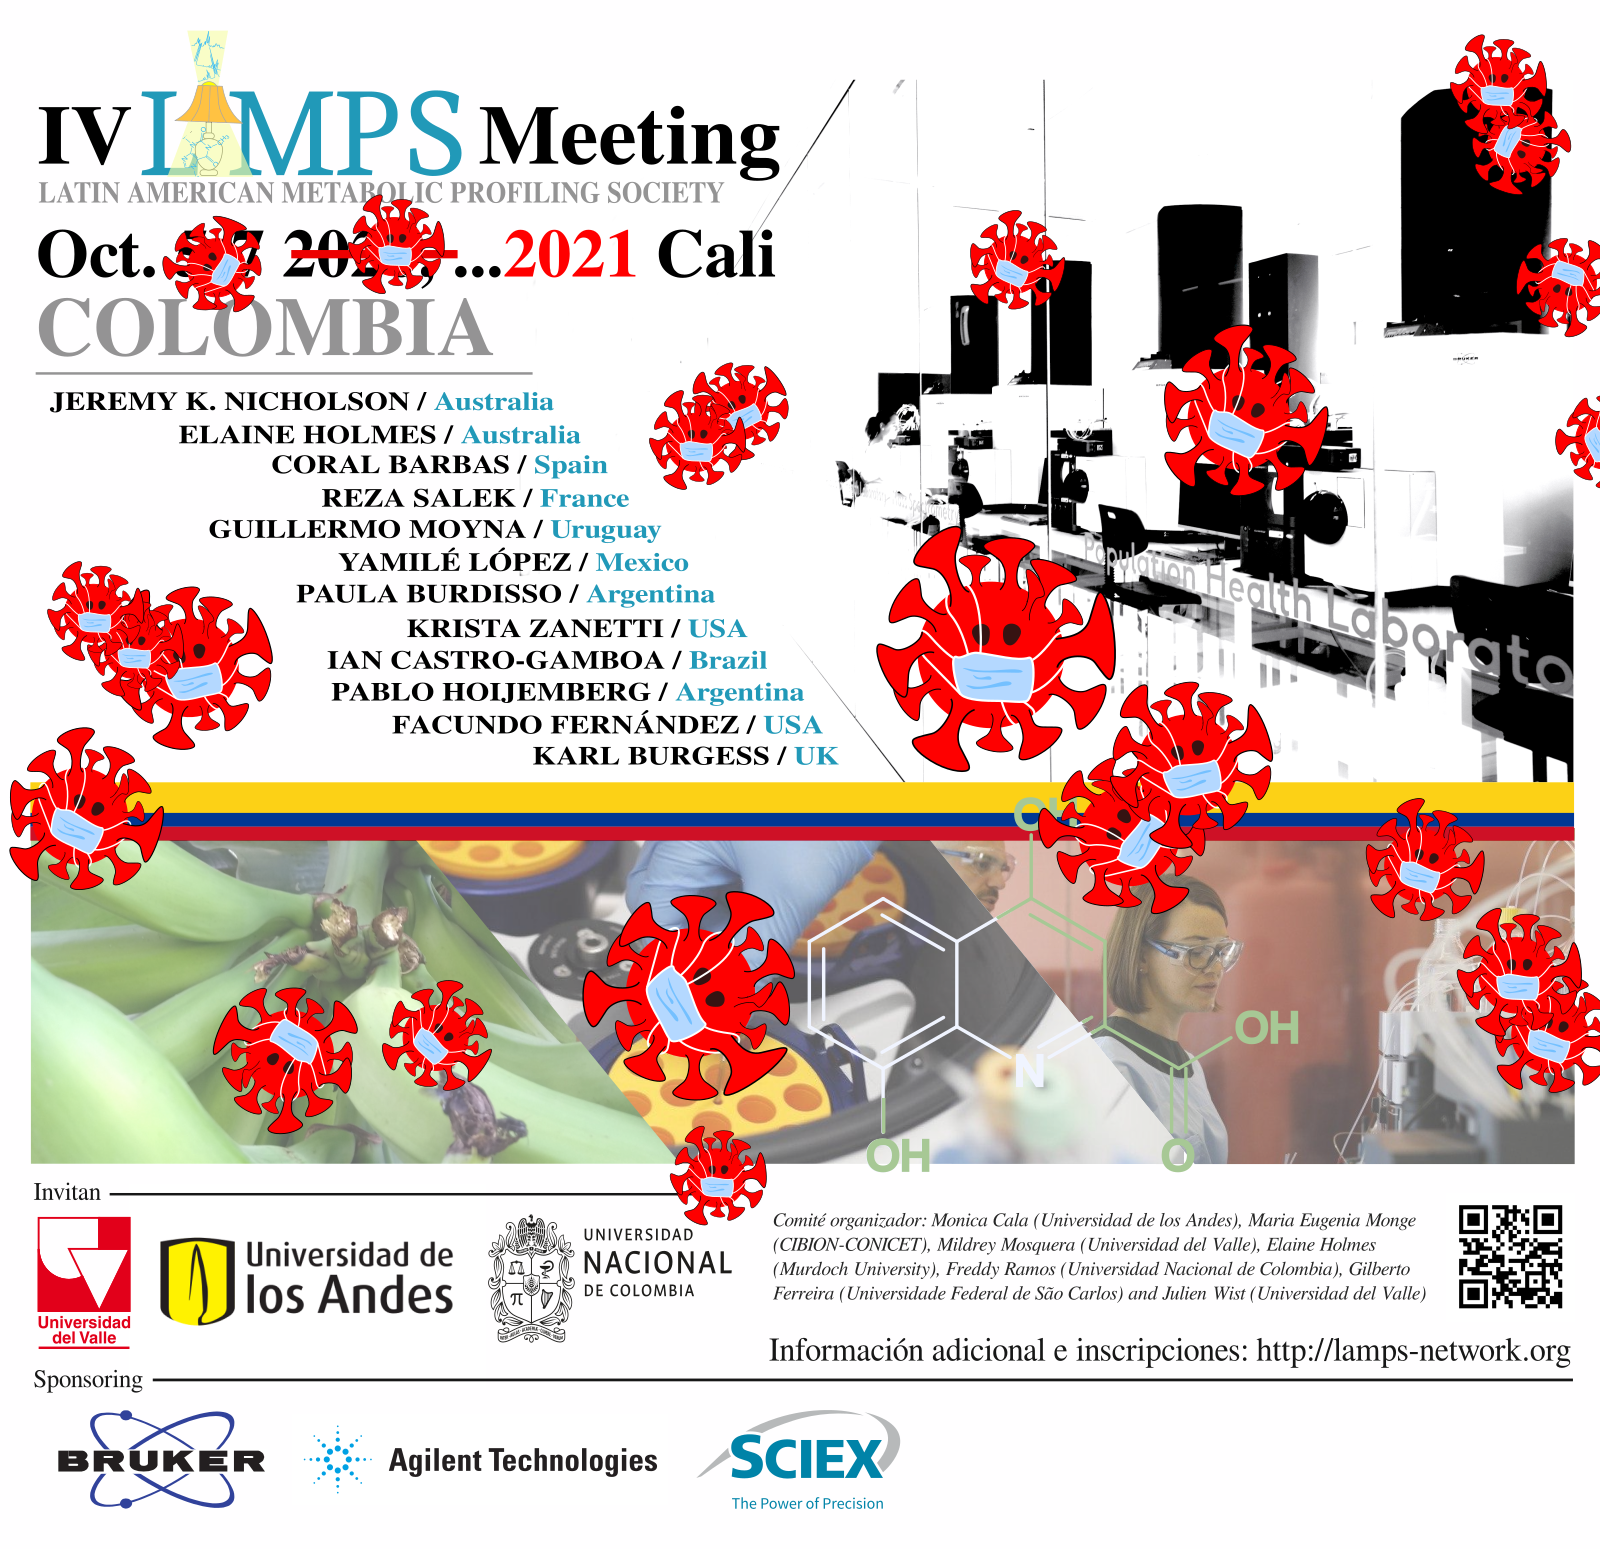 IV LAMPS Meeting
LATIN AMERICAN METABOLIC PROFILING SOCIETY
Oct. 7 ...2021 Cali
COLOMBIA
JEREMY K. NICHOLSON / Australia
ELAINE HOLMES / Australia
CORAL BARBAS / Spain
REZA SALEK / France
GUILLERMO MOYNA / Uruguay
YAMILÉ LÓPEZ / Mexico
PAULA BURDISSO / Argentina
KRISTA ZANETTI / USA
IAN CASTRO-GAMBOA / Brazil
PABLO HOIJEMBERG / Argentina
FACUNDO FERNÁNDEZ / USA
KARL BURGESS / UK
BRUKER
Population Health Laborato
OH
OH
N
OH
O
Invitan
Universidad
del Valle
Universidad de
los Andes
UNIVERSIDAD
NACIONAL
DE COLOMBIA
Comité organizador: Monica Cala (Universidad de los Andes), Maria Eugenia Monge
(CIBION-CONICET), Mildrey Mosquera (Universidad del Valle), Elaine Holmes
(Murdoch University), Freddy Ramos (Universidad Nacional de Colombia), Gilberto
Ferreira (Universidade Federal de São Carlos) and Julien Wist (Universidad del Valle)
Información adicional e inscripciones: http://lamps-network.org
Sponsoring
BRUKER
Agilent Technologies
SCIEX
The Power of Precision